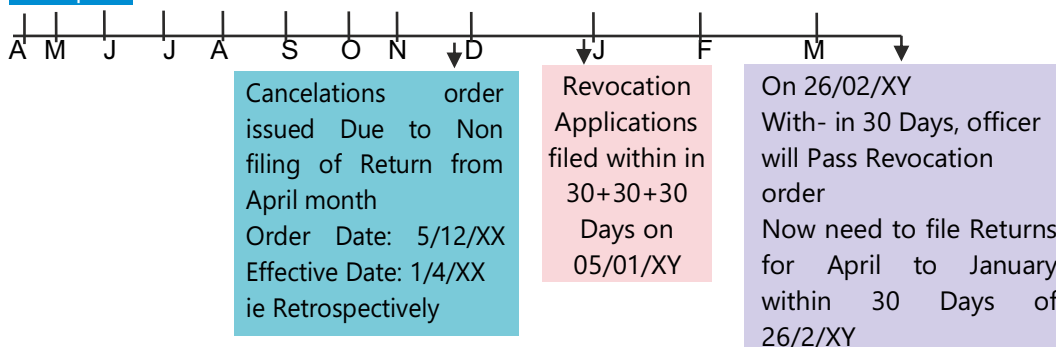 A M J J A S O N D J F M
Cancelations order
issued Due to Non
filing of Return from
April month
Order Date: 5/12/XX
Effective Date: 1/4/XX
ie Retrospectively
Revocation
Applications
filed within in
30+30+30
Days on
05/01/XY
On 26/02/XY
With- in 30 Days, officer
will Pass Revocation
order
Now need to file Returns
for April to January
within 30 Days of
26/2/XY